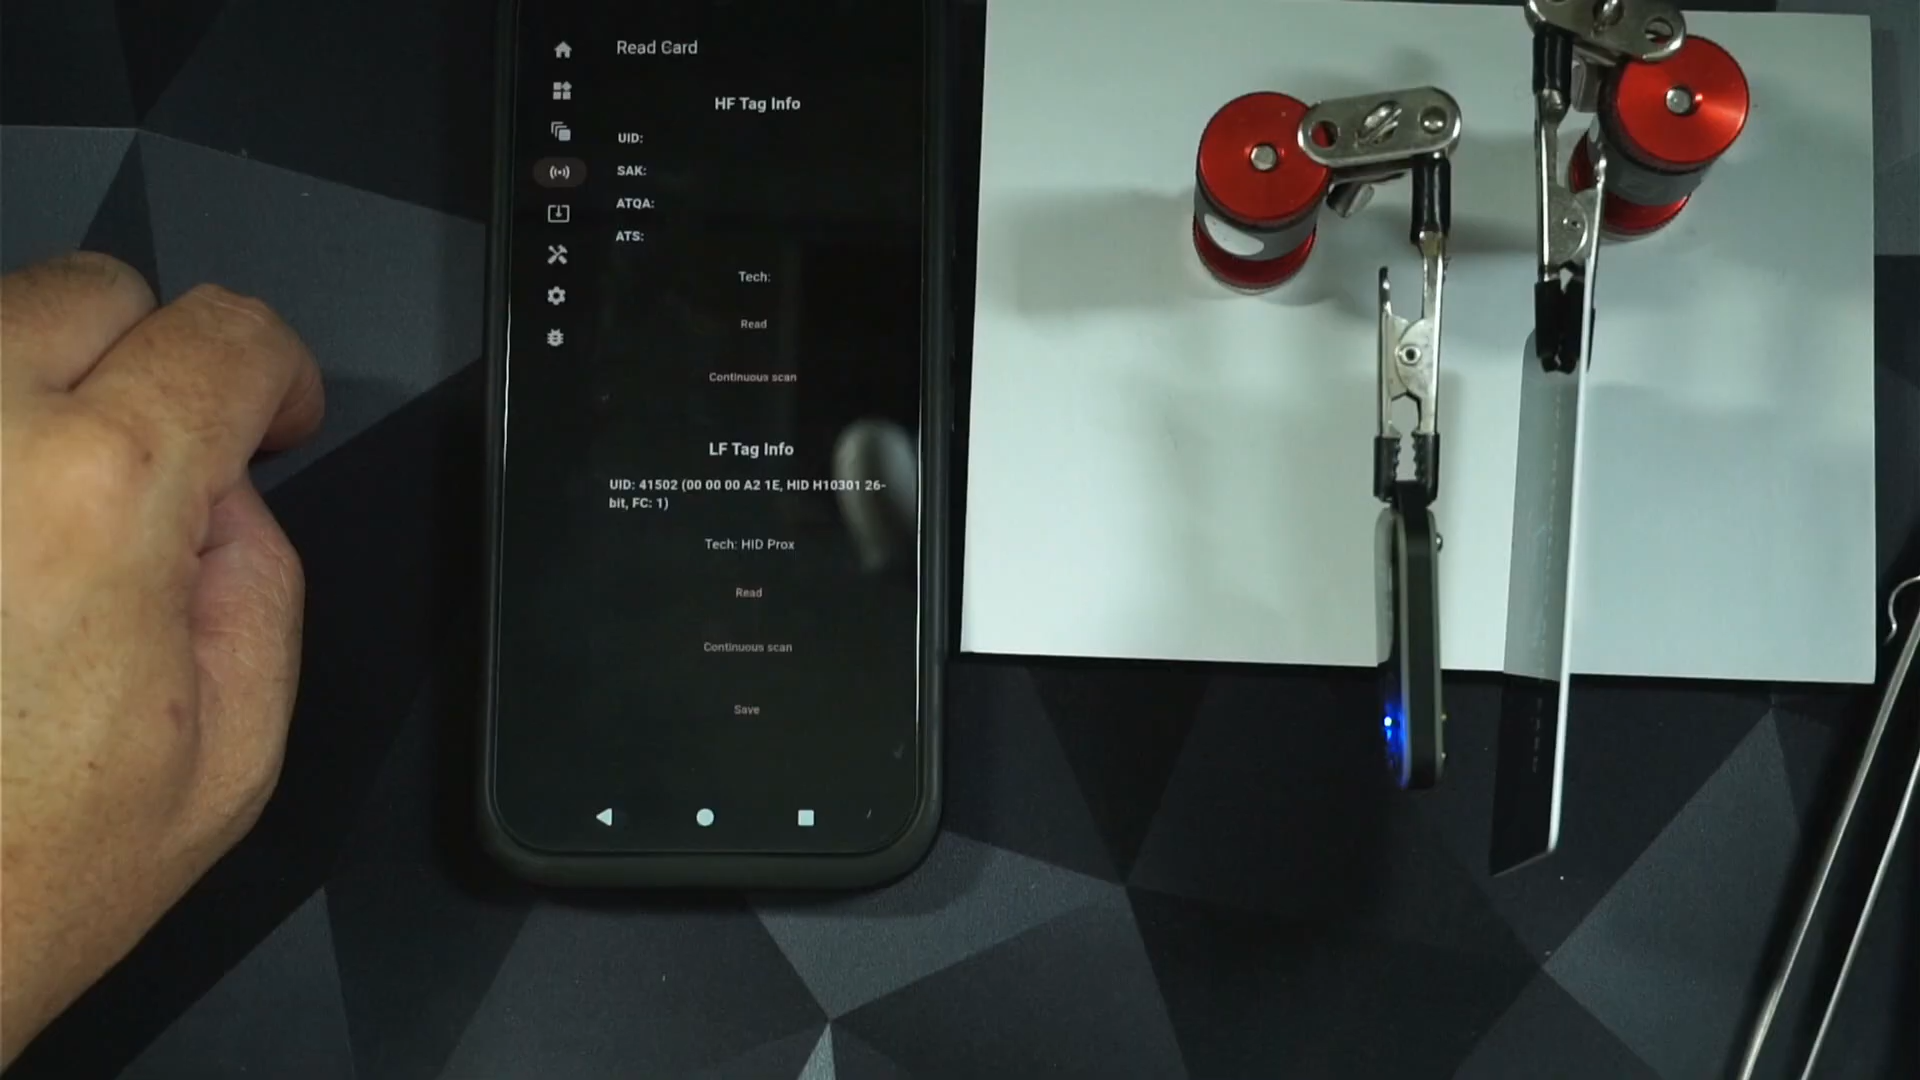 Read Card
HF Tag Info
UID:
SAK:
ATQA:
ATS:
Tech:
Read
Continuous scan
LF Tag Info
UID: 41502 (00 00 00 A2 1E, HID H10301 26-
bit, FC: 1)
Tech: HID Prox
Read
Continuous scan
Save